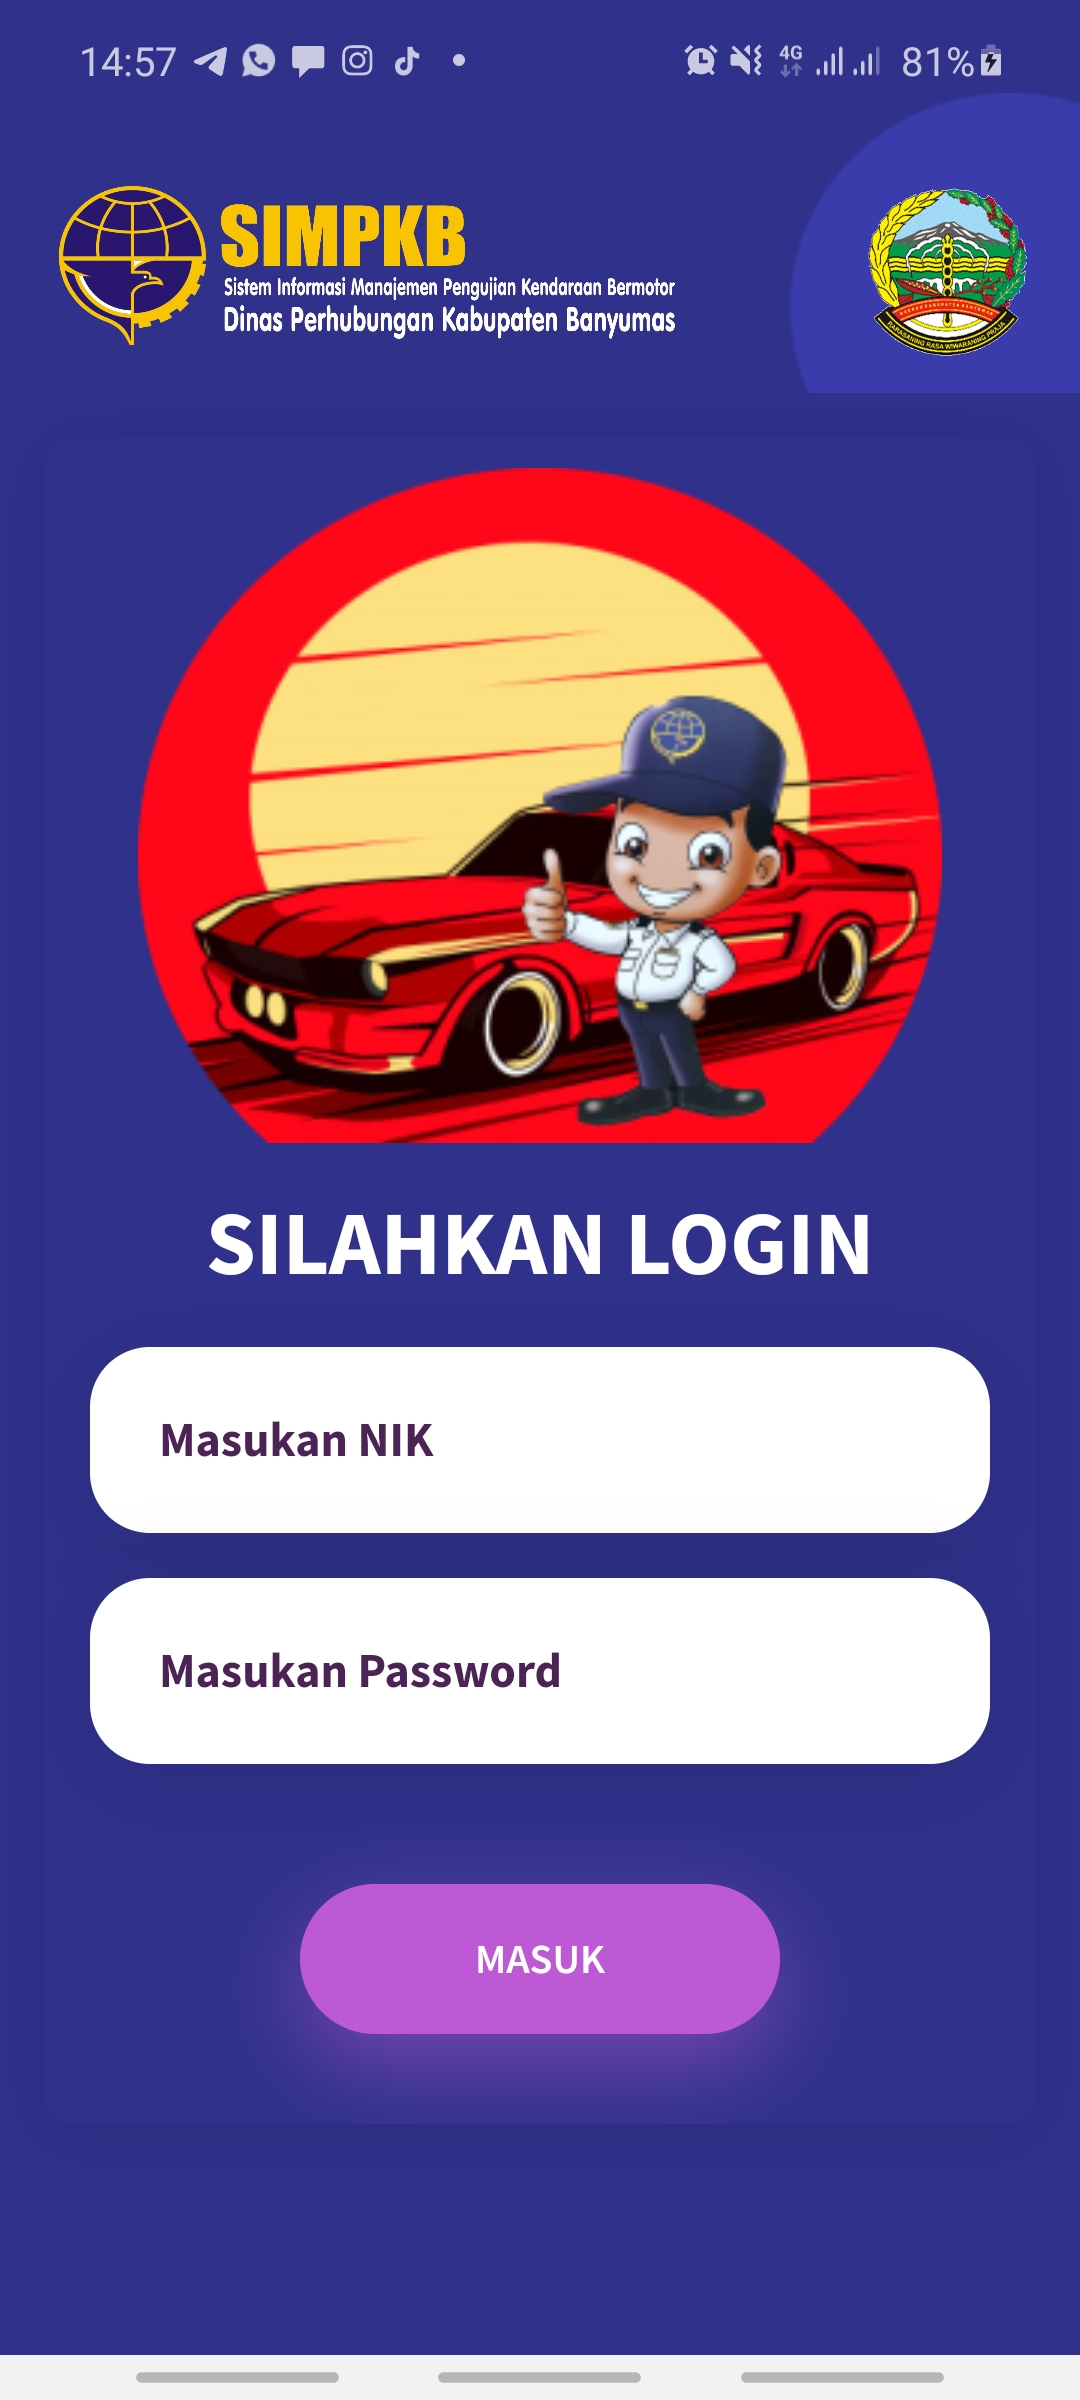 14:57
4G
81%
SIMPKB
Sistem Informasi Manajemen Pengujian Kendaraan Bermotor
Dinas Perhubungan Kabupaten Banyumas
SILAHKAN LOGIN
Masukan NIK
Masukan Password
MASUK